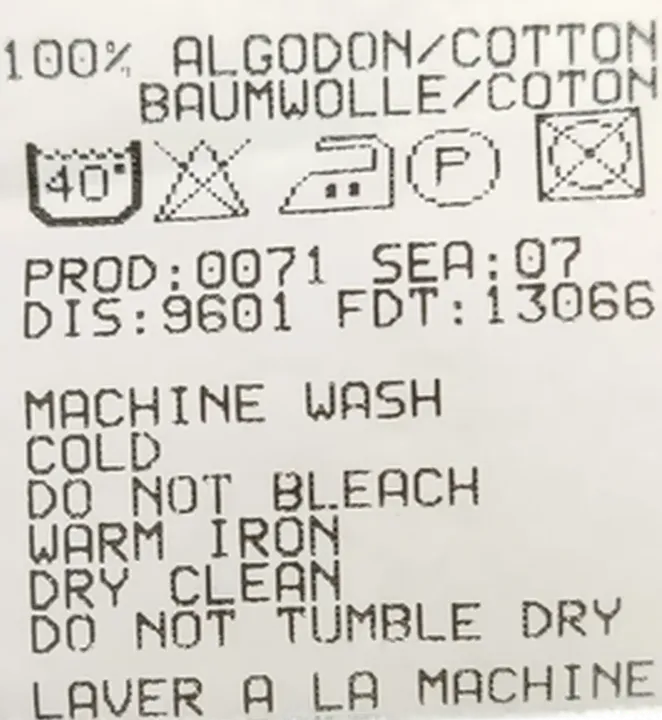 100% ALGODON/COTTON
BAUMWOLLE/COTON
40° P
PROD:0071 SEA:07
DIS:9601 FDT:13066
MACHINE WASH
COLD
DO NOT BLEACH
WARM IRON
DRY CLEAN
DO NOT TUMBLE DRY
LAVER A LA MACHINE